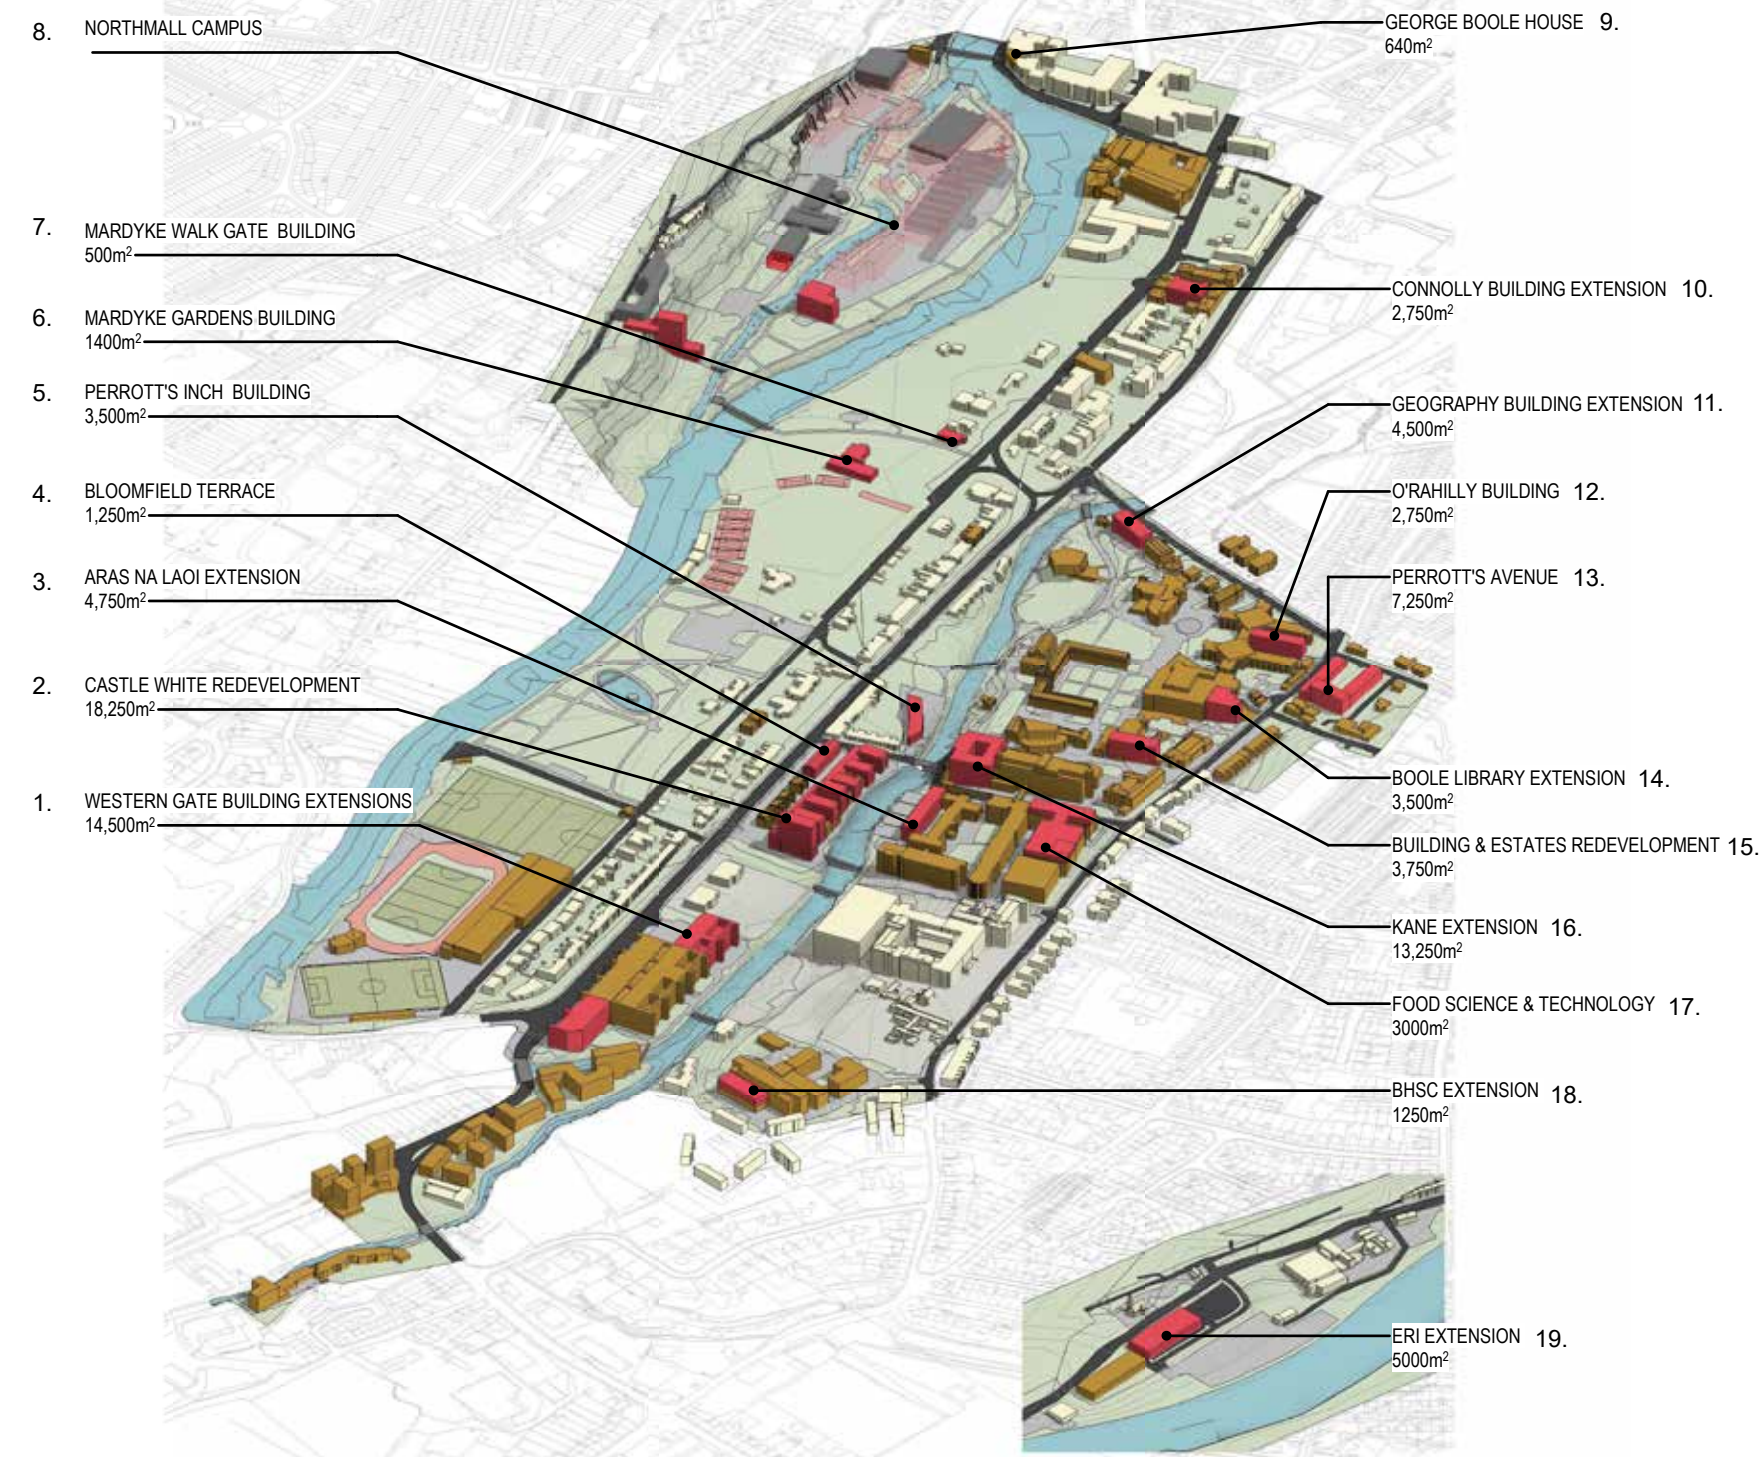 8. NORTHMALL CAMPUS
7. MARDYKE WALK GATE BUILDING
500m²
6. MARDYKE GARDENS BUILDING
1400m²
5. PERROTT'S INCH BUILDING
3,500m²
4. BLOOMFIELD TERRACE
1,250m²
3. ARAS NA LAOI EXTENSION
4,750m²
2. CASTLE WHITE REDEVELOPMENT
18,250m²
1. WESTERN GATE BUILDING EXTENSIONS
14,500m²
GEORGE BOOLE HOUSE 9.
640m²
CONNOLLY BUILDING EXTENSION 10.
2,750m²
GEOGRAPHY BUILDING EXTENSION 11.
4,500m²
O'RAHILLY BUILDING 12.
2,750m²
PERROTT'S AVENUE 13.
7,250m²
BOOLE LIBRARY EXTENSION 14.
3,500m²
BUILDING & ESTATES REDEVELOPMENT 15.
3,750m²
KANE EXTENSION 16.
13,250m²
FOOD SCIENCE & TECHNOLOGY 17.
3000m²
BHSC EXTENSION 18.
1250m²
ERI EXTENSION 19.
5000m²